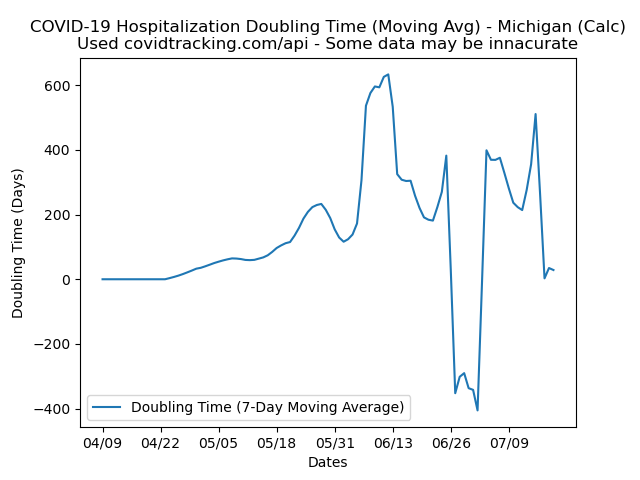 COVID-19 Hospitalization Doubling Time (Moving Avg) - Michigan (Calc)
Used covidtracking.com/api - Some data may be innacurate
Doubling Time (Days)
600
400
200
0
−200
−400
Doubling Time (7-Day Moving Average)
04/09 04/22 05/05 05/18 05/31 06/13 06/26 07/09
Dates